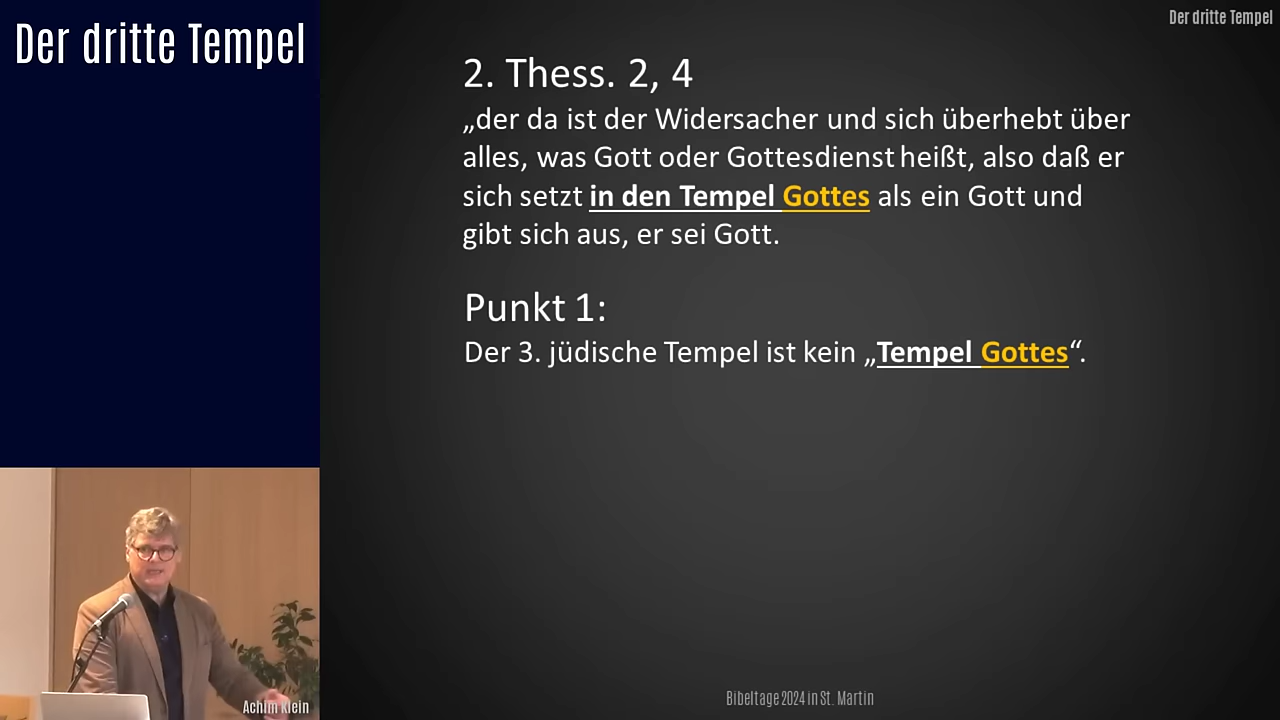 Der dritte Tempel
Der dritte Tempel
2. Thess. 2, 4
„der da ist der Widersacher und sich überhebt über
alles, was Gott oder Gottesdienst heißt, also daß er
sich setzt in den Tempel Gottes als ein Gott und
gibt sich aus, er sei Gott.
Punkt 1:
Der 3. jüdische Tempel ist kein „Tempel Gottes“.
Achim Klein
Bibeltage 2024 in St. Martin